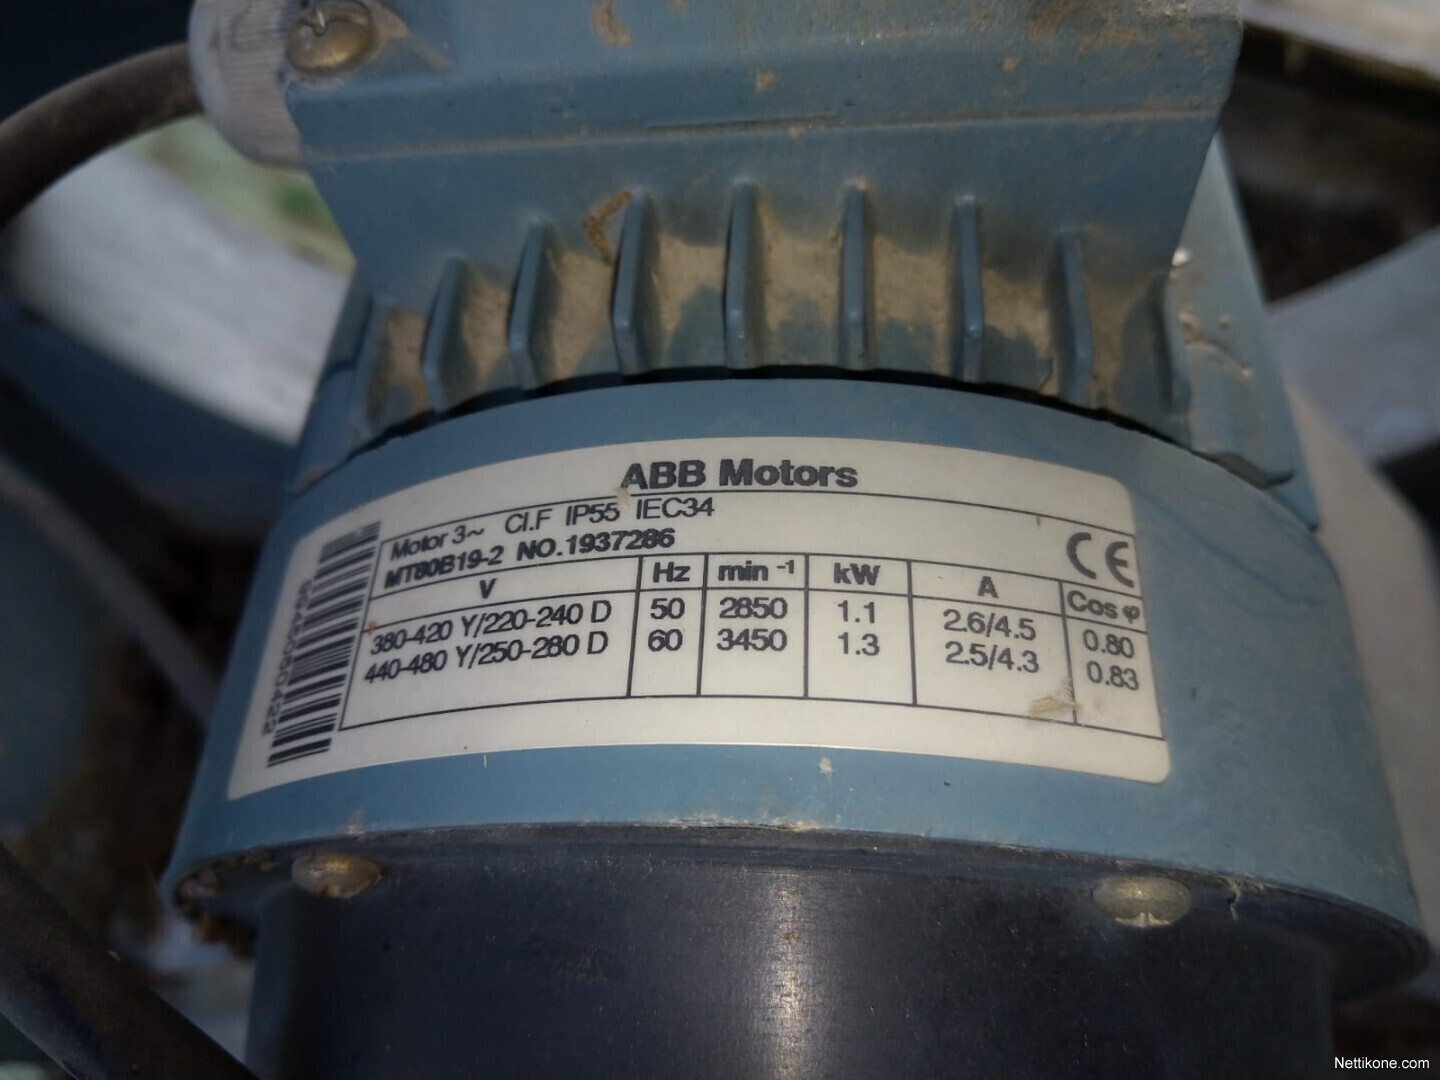 ABB Motors
Motor 3~ Cl.F IP55 IEC34
MT80B19-2 NO.1937286
CE
V Hz min -1 kW A Cos φ
380-420 Y/220-240 D 50 2850 1.1 2.6/4.5 0.80
440-480 Y/250-280 D 60 3450 1.3 2.5/4.3 0.83
Nettikone.com